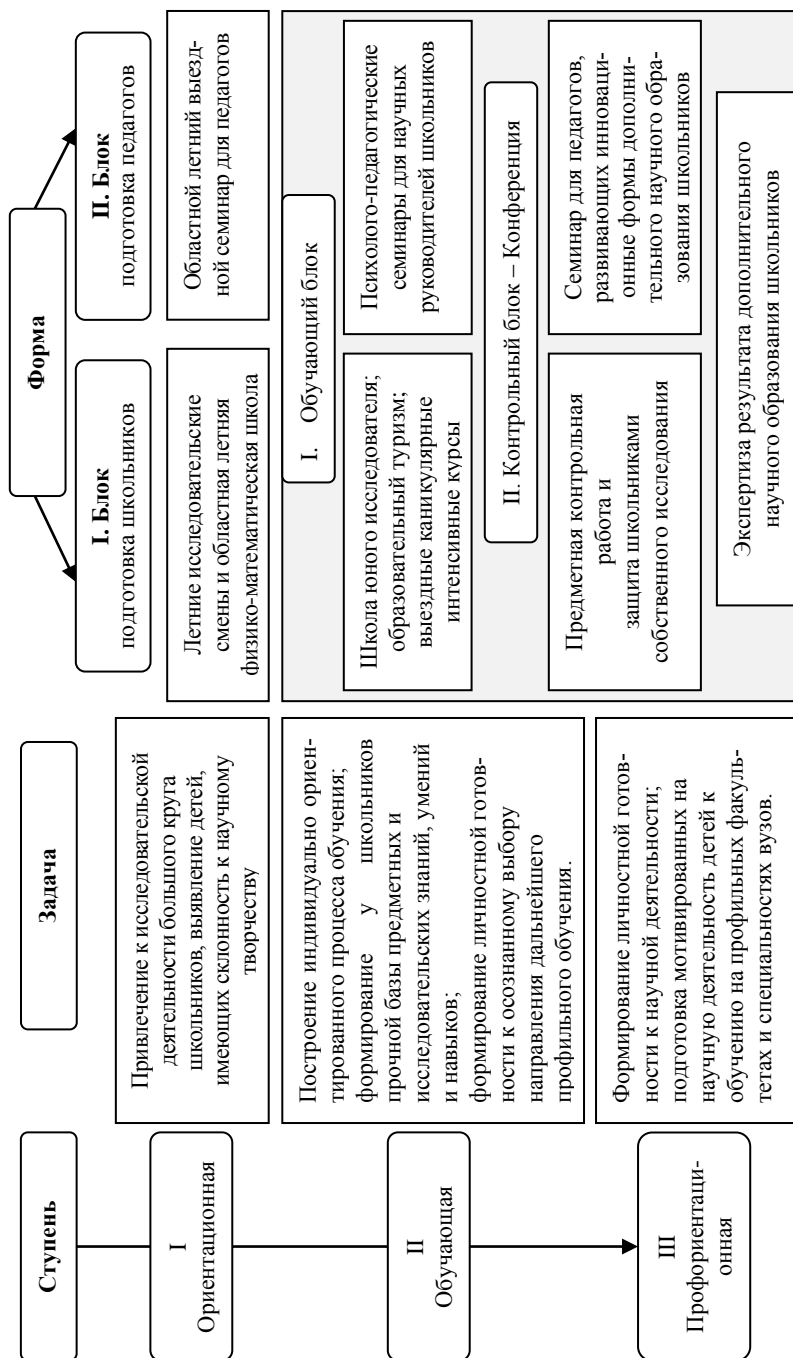 Ступень
Задача
Форма
I. Блок
подготовка школьников
II. Блок
подготовка педагогов
I
Ориентационная
Привлечение к исследовательской
деятельности большого круга
школьников, выявление детей,
имеющих склонность к научному
творчеству
Летние исследовательские
смены и областная летняя
физико-математическая школа
Областной летний выезд-
ной семинар для педагогов
II
Обучающая
Построение индивидуально ориен-
тированного процесса обучения;
формирование у школьников
прочной базы предметных и
исследовательских знаний, умений
и навыков;
формирование личностной готов-
ности к осознанному выбору
направления дальнейшего
профильного обучения.
I. Обучающий блок
Школа юного исследователя;
образовательный туризм;
выездные каникулярные
интенсивные курсы
Психолого-педагогические
семинары для научных
руководителей школьников
II. Контрольный блок – Конференция
Предметная контрольная
работа и
защита школьниками
собственного исследования
Семинар для педагогов,
развивающих инноваци-
онные формы дополни-
тельного научного обра-
зования школьников
III
Профориентаци-
онная
Формирование личностной готов-
ности к научной деятельности;
подготовка мотивированных на
научную деятельность детей к
обучению на профильных факуль-
тетах и специальностях вузов.
Экспертиза результата дополнительного
научного образования школьников